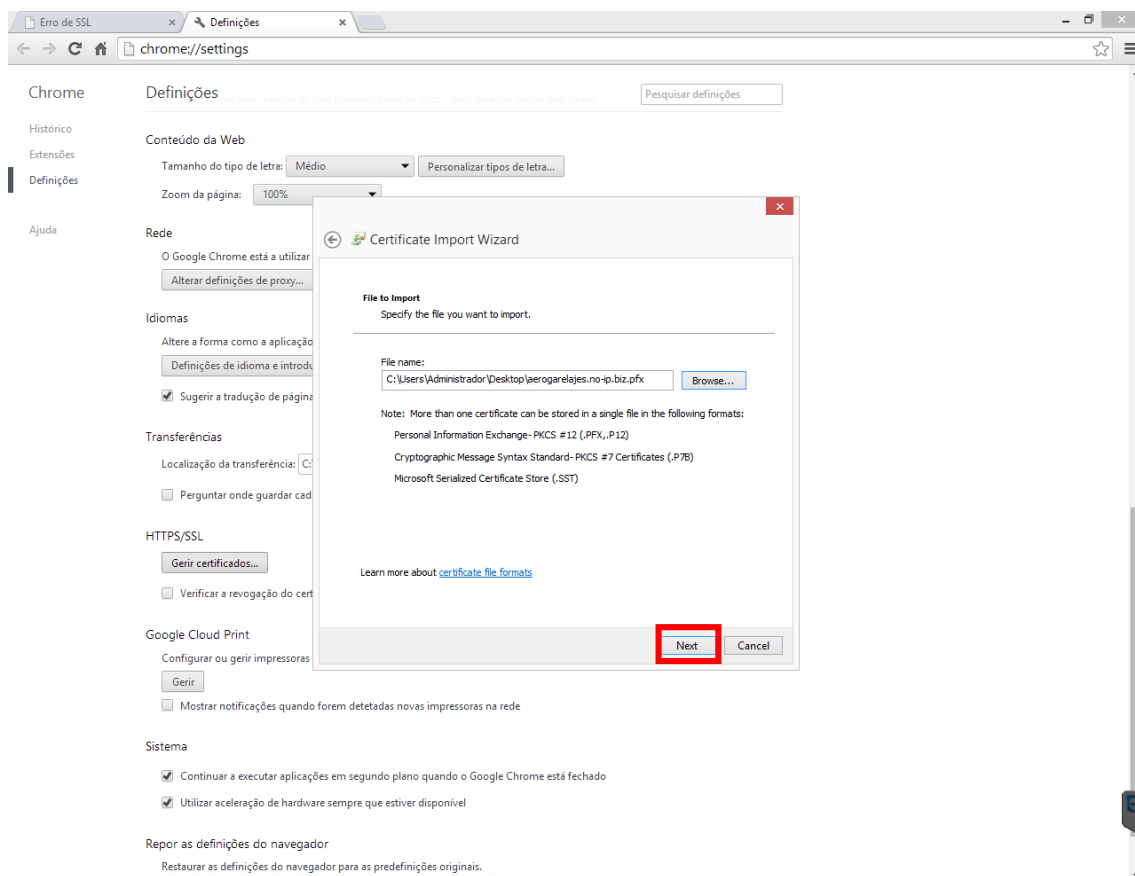 Erro de SSL
Definições
chrome://settings
Chrome
Definições
Pesquisar definições
Histórico
Extensões
Definições
Ajuda
Conteúdo da Web
Tamanho do tipo de letra: Médio
Personalizar tipos de letra...
Zoom da página: 100%
Rede
O Google Chrome está a utilizar
Alterar definições de proxy...
Idiomas
Altere a forma como a aplicação
Definições de idioma e introdu
Sugerir a tradução de página
Transferências
Localização da transferência: C:
Perguntar onde guardar cad
HTTPS/SSL
Gerir certificados...
Verificar a revogação do cert
Google Cloud Print
Configurar ou gerir impressoras
Gerir
Mostrar notificações quando forem detetadas novas impressoras na rede
Sistema
Continuar a executar aplicações em segundo plano quando o Google Chrome está fechado
Utilizar aceleração de hardware sempre que estiver disponível
Repor as definições do navegador
Restaurar as definições do navegador para as predefinições originais.
Certificate Import Wizard
File to Import
Specify the file you want to import.
File name:
C:\Users\Administrador\Desktop\aerogarelajes.no-ip.biz.pfx
Browse...
Note: More than one certificate can be stored in a single file in the following formats:
Personal Information Exchange- PKCS #12 (.PFX,.P12)
Cryptographic Message Syntax Standard- PKCS #7 Certificates (.P7B)
Microsoft Serialized Certificate Store (.SST)
Learn more about certificate file formats
Next
Cancel